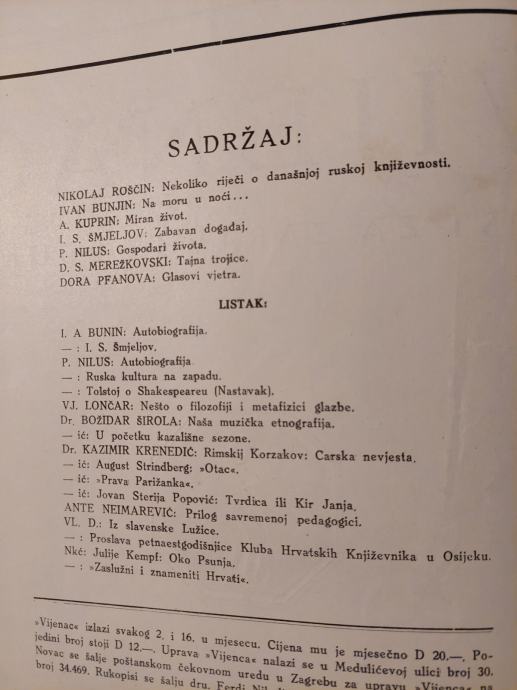 SADRŽAJ:
NIKOLAJ ROŠČIN: Nekoliko riječi o današnjoj ruskoj književnosti.
IVAN BUNJIN: Na moru u noći...
A. KUPRIN: Miran život.
I. S. ŠMJELJOV: Zabavan događaj.
P. NILUS: Gospodari života.
D. S. MEREŽKOVSKI: Tajna trojice.
DORA PFANOVA: Glasovi vjetra.
LISTAK:
I. A BUNIN: Autobiografija.
— : I. S. Šmjeljov.
P. NILUS: Autobiografija
— : Ruska kultura na zapadu.
— : Tolstoj o Shakespeareu (Nastavak).
VJ. LONČAR: Nešto o filozofiji i metafizici glazbe.
Dr. BOŽIDAR ŠIROLA: Naša muzička etnografija.
— ić: U početku kazališne sezone.
Dr. KAZIMIR KRENEDIĆ: Rimskij Korzakov: Carska nevjesta.
— ić: August Strindberg: »Otac«.
— ić: »Prava Parižanka«.
— ić: Jovan Sterija Popović: Tvrdica ili Kir Janja.
ANTE NEIMAREVIĆ: Prilog savremenoj pedagogici.
VL. D.: Iz slavenske Lužice.
— : Proslava petnaestgodišnjice Kluba Hrvatskih Književnika u Osijeku.
Nkć: Julije Kempf: Oko Psunja.
— : »Zaslužni i znameniti Hrvati«.
»Vijenac« izlazi svakog 2. i 16. u mjesecu. Cijena mu je mjesečno D 20.—. Po-
jedini broj stoji D 12.—. Uprava »Vijenca« nalazi se u Medulićevoj ulici broj 30.
Novac se šalje poštanskom čekovnom uredu u Zagrebu za upravu »Vijenca« na
broj 34.469. Rukopisi se šalju dru. Ferdi